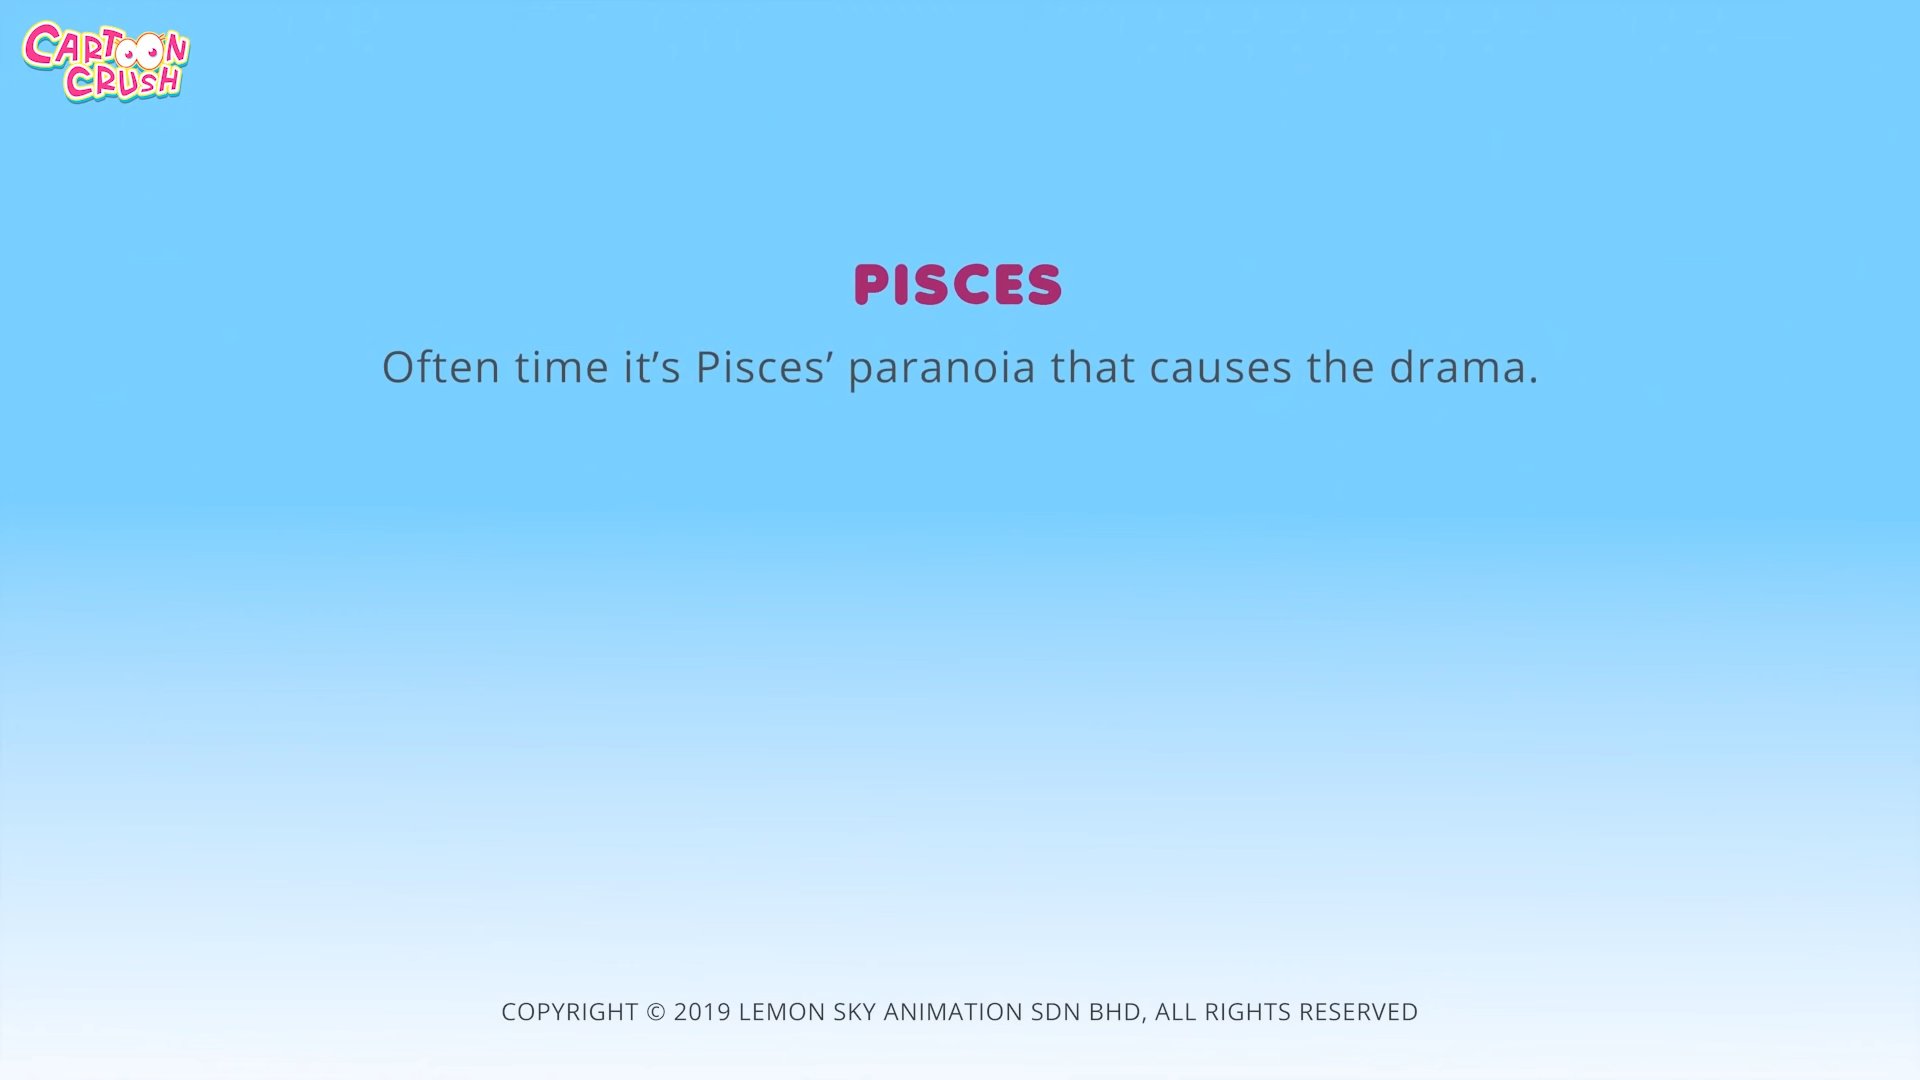 CARTOON
CRUSH
PISCES
Often time it’s Pisces’ paranoia that causes the drama.
COPYRIGHT © 2019 LEMON SKY ANIMATION SDN BHD, ALL RIGHTS RESERVED